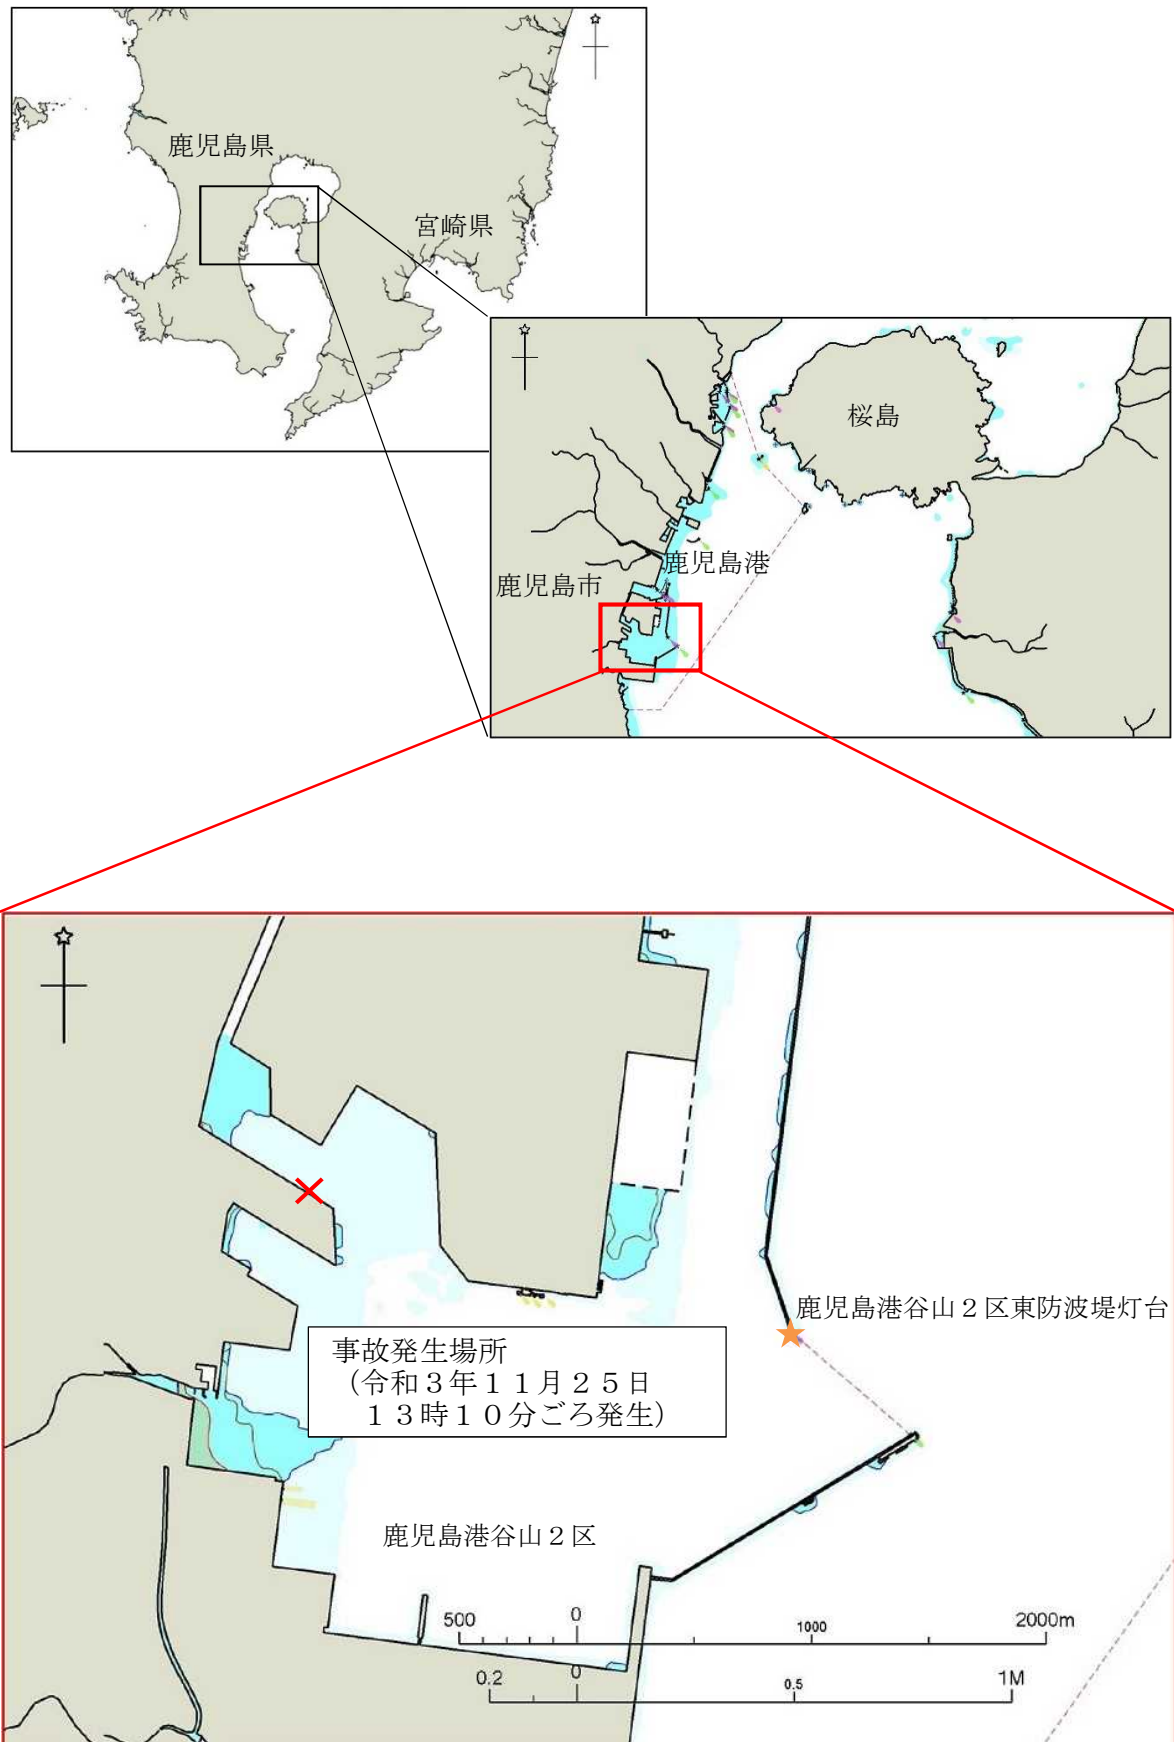 鹿児島県
宮崎県
桜島
鹿児島港
鹿児島市
鹿児島港谷山２区東防波堤灯台
事故発生場所
（令和３年１１月２５日
１３時１０分ごろ発生）
鹿児島港谷山２区
500 0 1000 2000m
0.2 0 0.5 1M